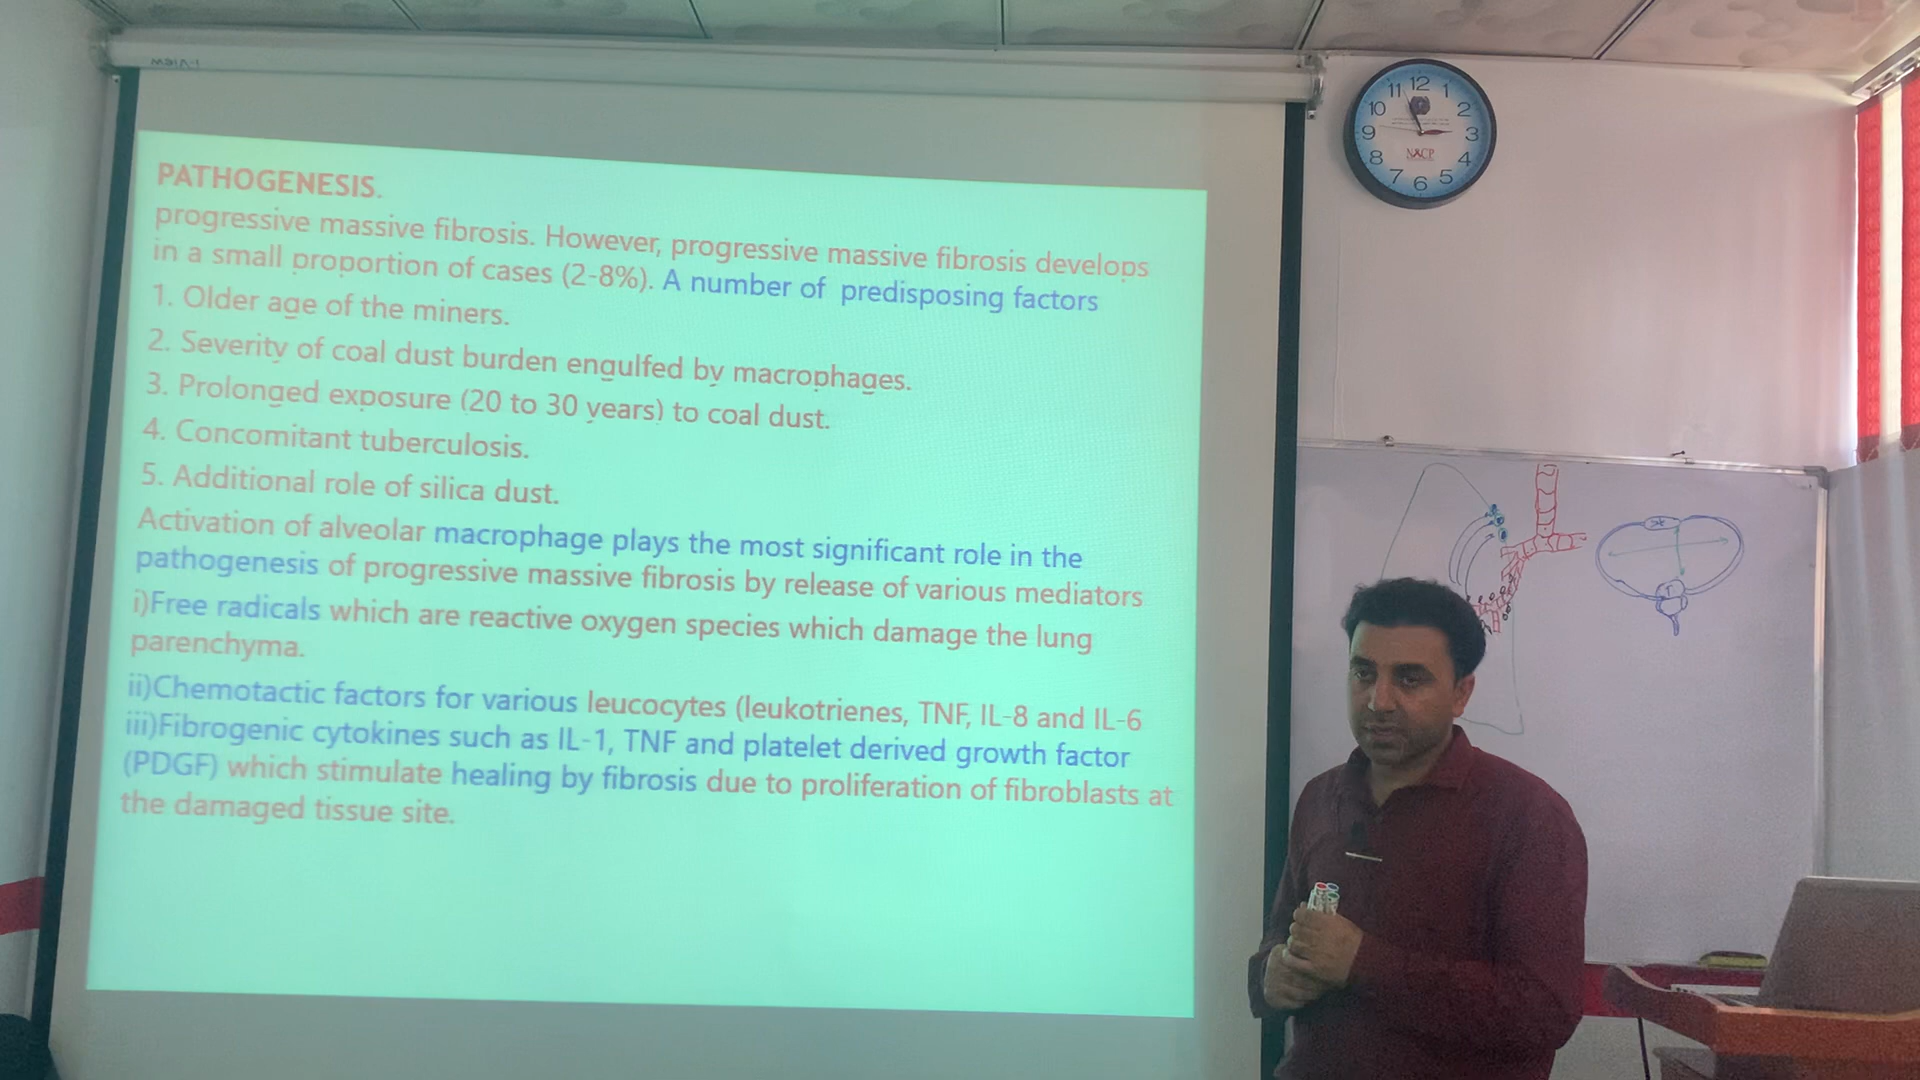 PATHOGENESIS.
progressive massive fibrosis. However, progressive massive fibrosis develops
in a small proportion of cases (2-8%). A number of predisposing factors
1. Older age of the miners.
2. Severity of coal dust burden engulfed by macrophages.
3. Prolonged exposure (20 to 30 years) to coal dust.
4. Concomitant tuberculosis.
5. Additional role of silica dust.
Activation of alveolar macrophage plays the most significant role in the
pathogenesis of progressive massive fibrosis by release of various mediators
i)Free radicals which are reactive oxygen species which damage the lung
parenchyma.
ii)Chemotactic factors for various leucocytes (leukotrienes, TNF, IL-8 and IL-6
iii)Fibrogenic cytokines such as IL-1, TNF and platelet derived growth factor
(PDGF) which stimulate healing by fibrosis due to proliferation of fibroblasts at
the damaged tissue site.
12
1
2
3
4
5
6
7
8
9
10
11
NACP